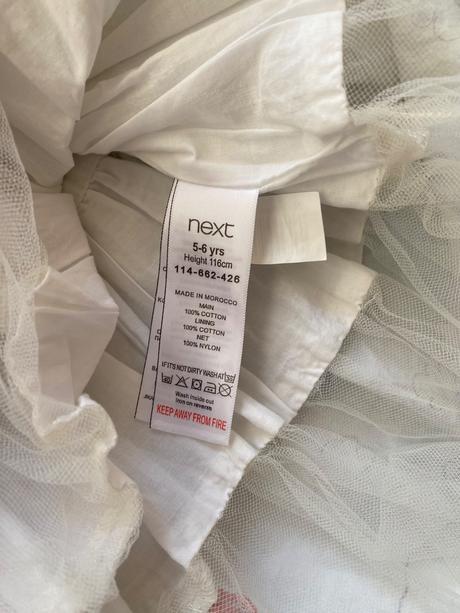 next
5-6 yrs
Height 116cm
114-662-426
MADE IN MOROCCO
MAIN
100% COTTON
LINING
100% COTTON
NET
100% NYLON
IF IT'S NOT DIRTY WASH AT
Wash Inside out
Iron on reverse
KEEP AWAY FROM FIRE